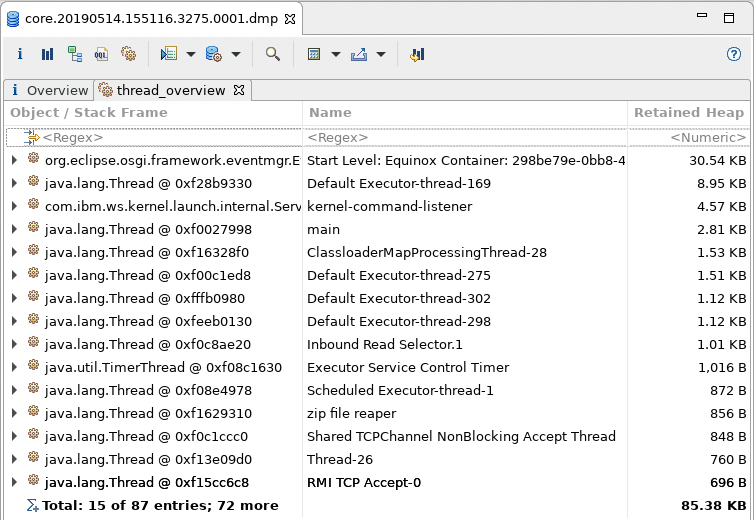 core.20190514.155116.3275.0001.dmp
i OQL ?
i Overview thread_overview
Object / Stack Frame Name Retained Heap
<Regex> <Regex> <Numeric>
org.eclipse.osgi.framework.eventmgr.E Start Level: Equinox Container: 298be79e-0bb8-4 30.54 KB
java.lang.Thread @ 0xf28b9330 Default Executor-thread-169 8.95 KB
com.ibm.ws.kernel.launch.internal.Serv kernel-command-listener 4.57 KB
java.lang.Thread @ 0xf0027998 main 2.81 KB
java.lang.Thread @ 0xf16328f0 ClassloaderMapProcessingThread-28 1.53 KB
java.lang.Thread @ 0xf00c1ed8 Default Executor-thread-275 1.51 KB
java.lang.Thread @ 0xfffb0980 Default Executor-thread-302 1.12 KB
java.lang.Thread @ 0xfeeb0130 Default Executor-thread-298 1.12 KB
java.lang.Thread @ 0xf0c8ae20 Inbound Read Selector.1 1.01 KB
java.util.TimerThread @ 0xf08c1630 Executor Service Control Timer 1,016 B
java.lang.Thread @ 0xf08e4978 Scheduled Executor-thread-1 872 B
java.lang.Thread @ 0xf1629310 zip file reaper 856 B
java.lang.Thread @ 0xf0c1ccc0 Shared TCPChannel NonBlocking Accept Thread 848 B
java.lang.Thread @ 0xf13e09d0 Thread-26 760 B
java.lang.Thread @ 0xf15cc6c8 RMI TCP Accept-0 696 B
Total: 15 of 87 entries; 72 more 85.38 KB